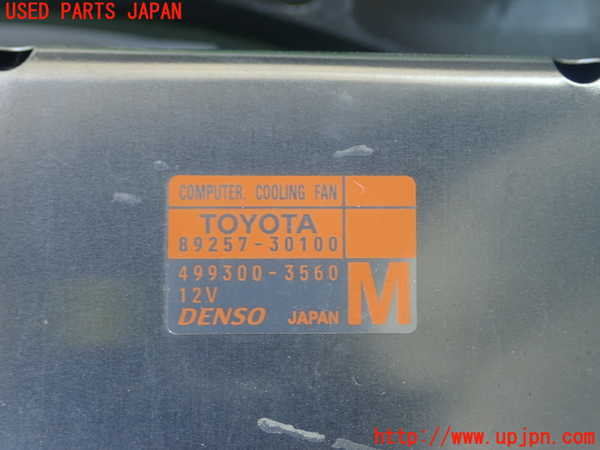 USED PARTS JAPAN
COMPUTER, COOLING FAN
TOYOTA
89257-30100
499300-3560
12V
DENSO JAPAN M
http://www.upjpn.com